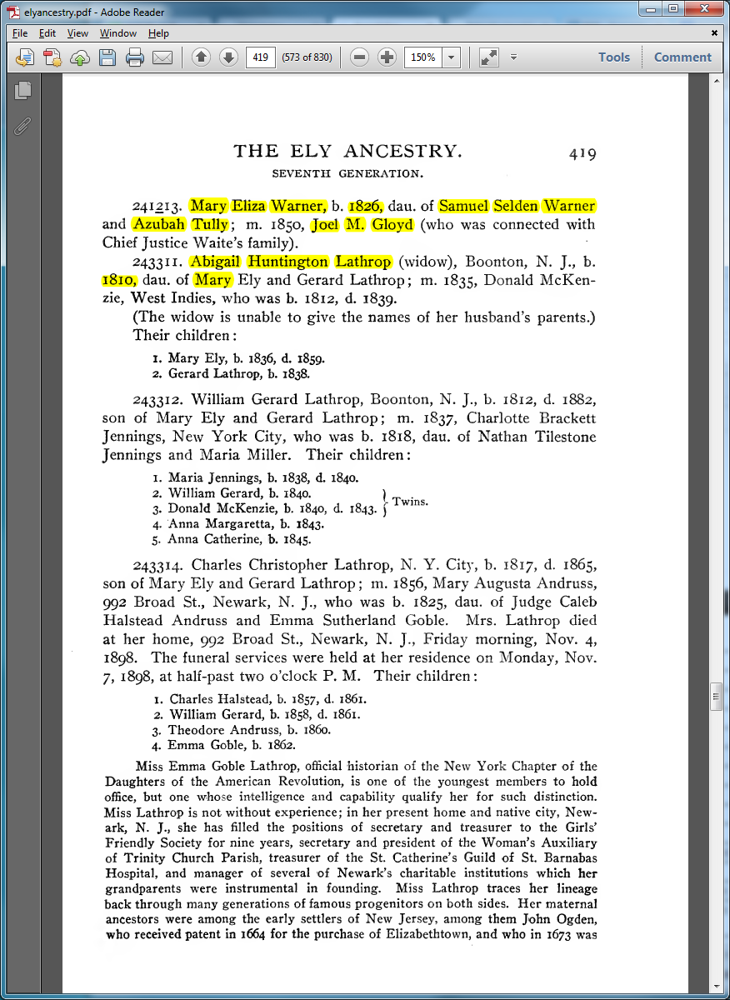 elyancestry.pdf - Adobe Reader
File Edit View Window Help
419 (573 of 830) 150% Tools Comment
THE ELY ANCESTRY. 419
SEVENTH GENERATION.
241213. Mary Eliza Warner, b. 1826, dau. of Samuel Selden Warner
and Azubah Tully; m. 1850, Joel M. Gloyd (who was connected with
Chief Justice Waite's family).
243311. Abigail Huntington Lathrop (widow), Boonton, N. J., b.
1810, dau. of Mary Ely and Gerard Lathrop; m. 1835, Donald McKen-
zie, West Indies, who was b. 1812, d. 1839.
(The widow is unable to give the names of her husband's parents.)
Their children:
1. Mary Ely, b. 1836, d. 1859.
2. Gerard Lathrop, b. 1838.
243312. William Gerard Lathrop, Boonton, N. J., b. 1812, d. 1882,
son of Mary Ely and Gerard Lathrop; m. 1837, Charlotte Brackett
Jennings, New York City, who was b. 1818, dau. of Nathan Tilestone
Jennings and Maria Miller. Their children:
1. Maria Jennings, b. 1838, d. 1840.
2. William Gerard, b. 1840.
3. Donald McKenzie, b. 1840, d. 1843. } Twins.
4. Anna Margaretta, b. 1843.
5. Anna Catherine, b. 1845.
243314. Charles Christopher Lathrop, N. Y. City, b. 1817, d. 1865,
son of Mary Ely and Gerard Lathrop; m. 1856, Mary Augusta Andruss,
992 Broad St., Newark, N. J., who was b. 1825, dau. of Judge Caleb
Halstead Andruss and Emma Sutherland Goble. Mrs. Lathrop died
at her home, 992 Broad St., Newark, N. J., Friday morning, Nov. 4,
1898. The funeral services were held at her residence on Monday, Nov.
7, 1898, at half-past two o'clock P. M. Their children:
1. Charles Halstead, b. 1857, d. 1861.
2. William Gerard, b. 1858, d. 1861.
3. Theodore Andruss, b. 1860.
4. Emma Goble, b. 1862.
Miss Emma Goble Lathrop, official historian of the New York Chapter of the
Daughters of the American Revolution, is one of the youngest members to hold
office, but one whose intelligence and capability qualify her for such distinction.
Miss Lathrop is not without experience; in her present home and native city, New-
ark, N. J., she has filled the positions of secretary and treasurer to the Girls'
Friendly Society for nine years, secretary and president of the Woman's Auxiliary
of Trinity Church Parish, treasurer of the St. Catherine's Guild of St. Barnabas
Hospital, and manager of several of Newark's charitable institutions which her
grandparents were instrumental in founding. Miss Lathrop traces her lineage
back through many generations of famous progenitors on both sides. Her maternal
ancestors were among the early settlers of New Jersey, among them John Ogden,
who received patent in 1664 for the purchase of Elizabethtown, and who in 1673 was